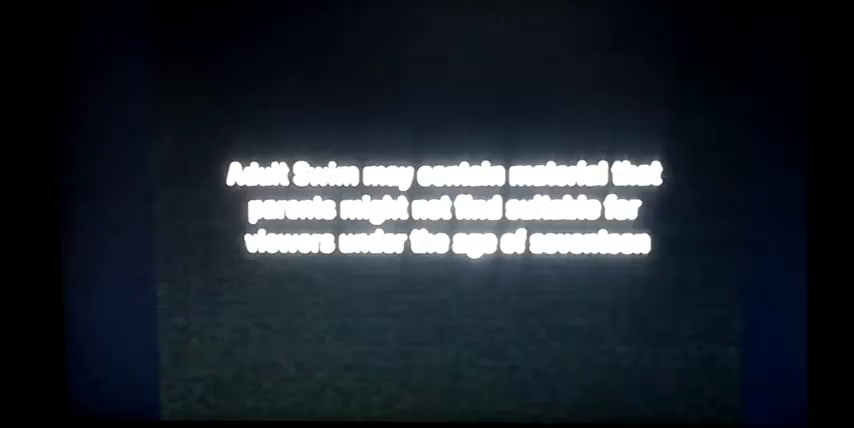 Adult Swim may contain material that
parents might not find suitable for
viewers under the age of seventeen